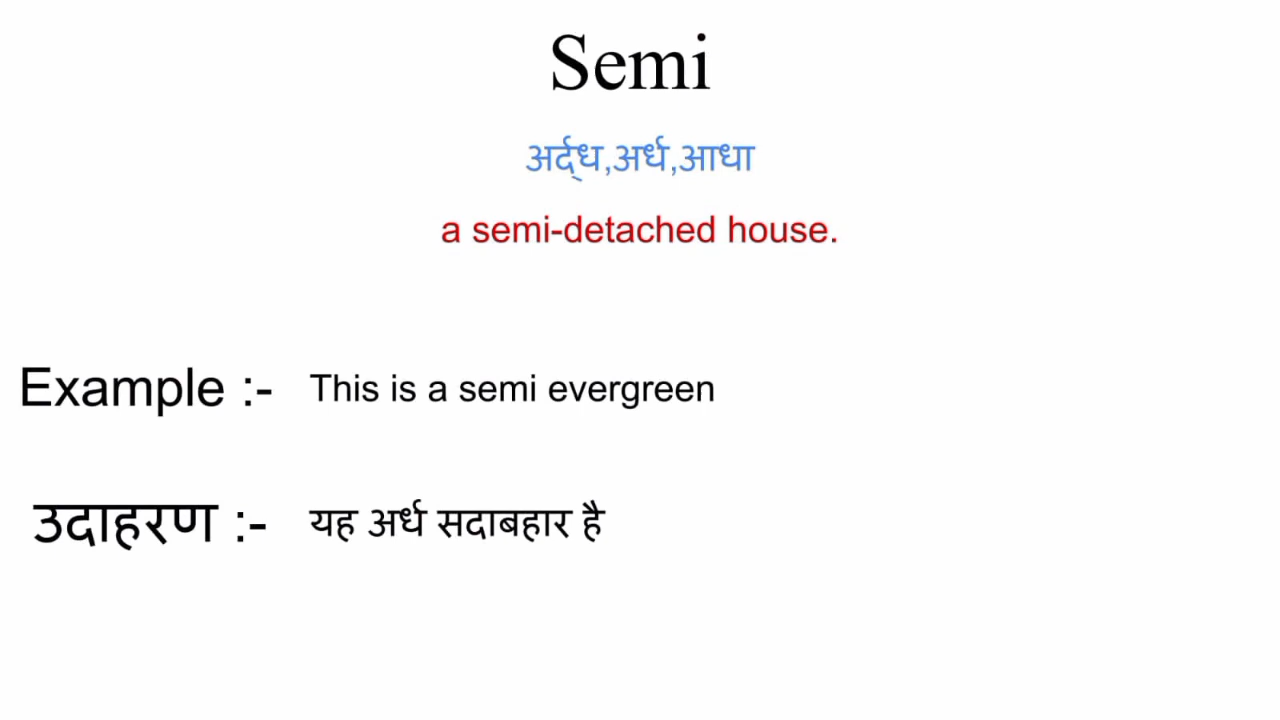 Semi
अर्द्ध,अर्ध,आधा
a semi-detached house.
Example :- This is a semi evergreen
उदाहरण :- यह अर्ध सदाबहार है